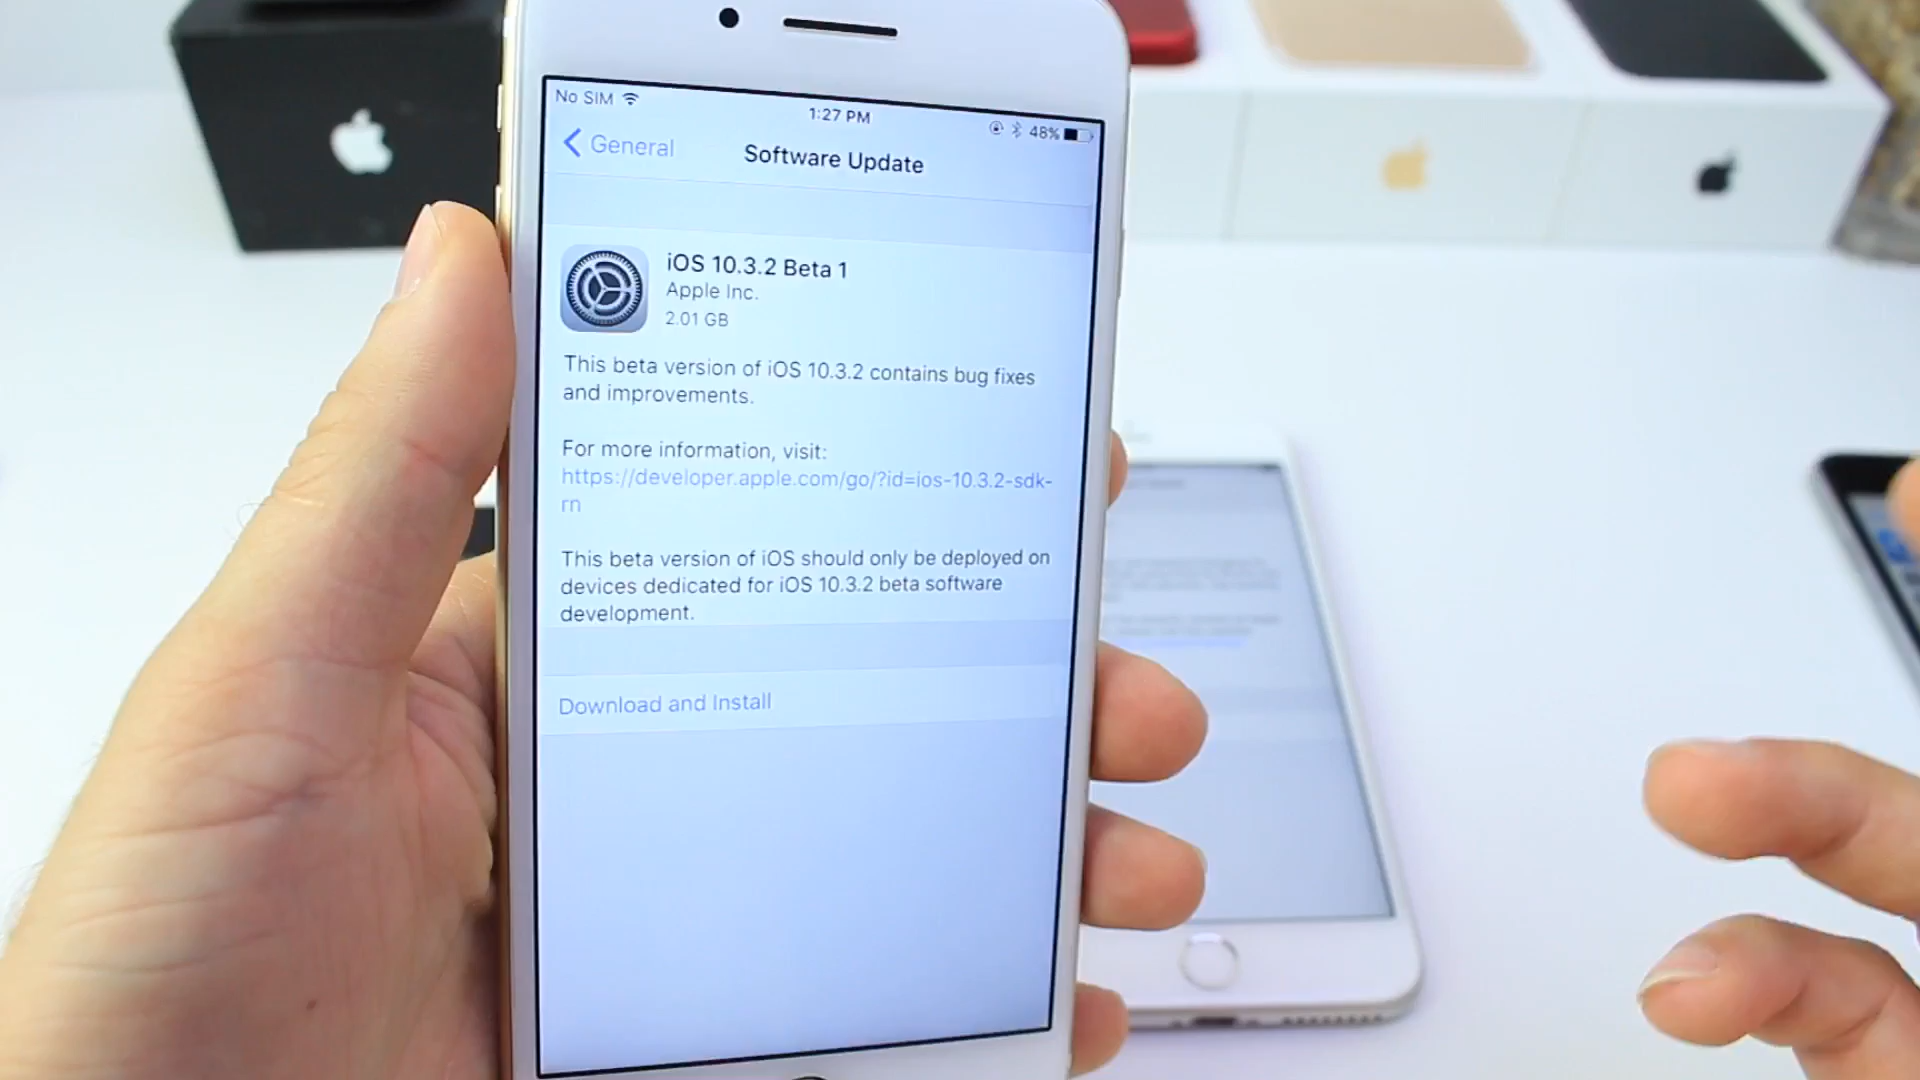 No SIM
1:27 PM
48%
General
Software Update
iOS 10.3.2 Beta 1
Apple Inc.
2.01 GB
This beta version of iOS 10.3.2 contains bug fixes
and improvements.
For more information, visit:
https://developer.apple.com/go/?id=ios-10.3.2-sdk-
rn
This beta version of iOS should only be deployed on
devices dedicated for iOS 10.3.2 beta software
development.
Download and Install